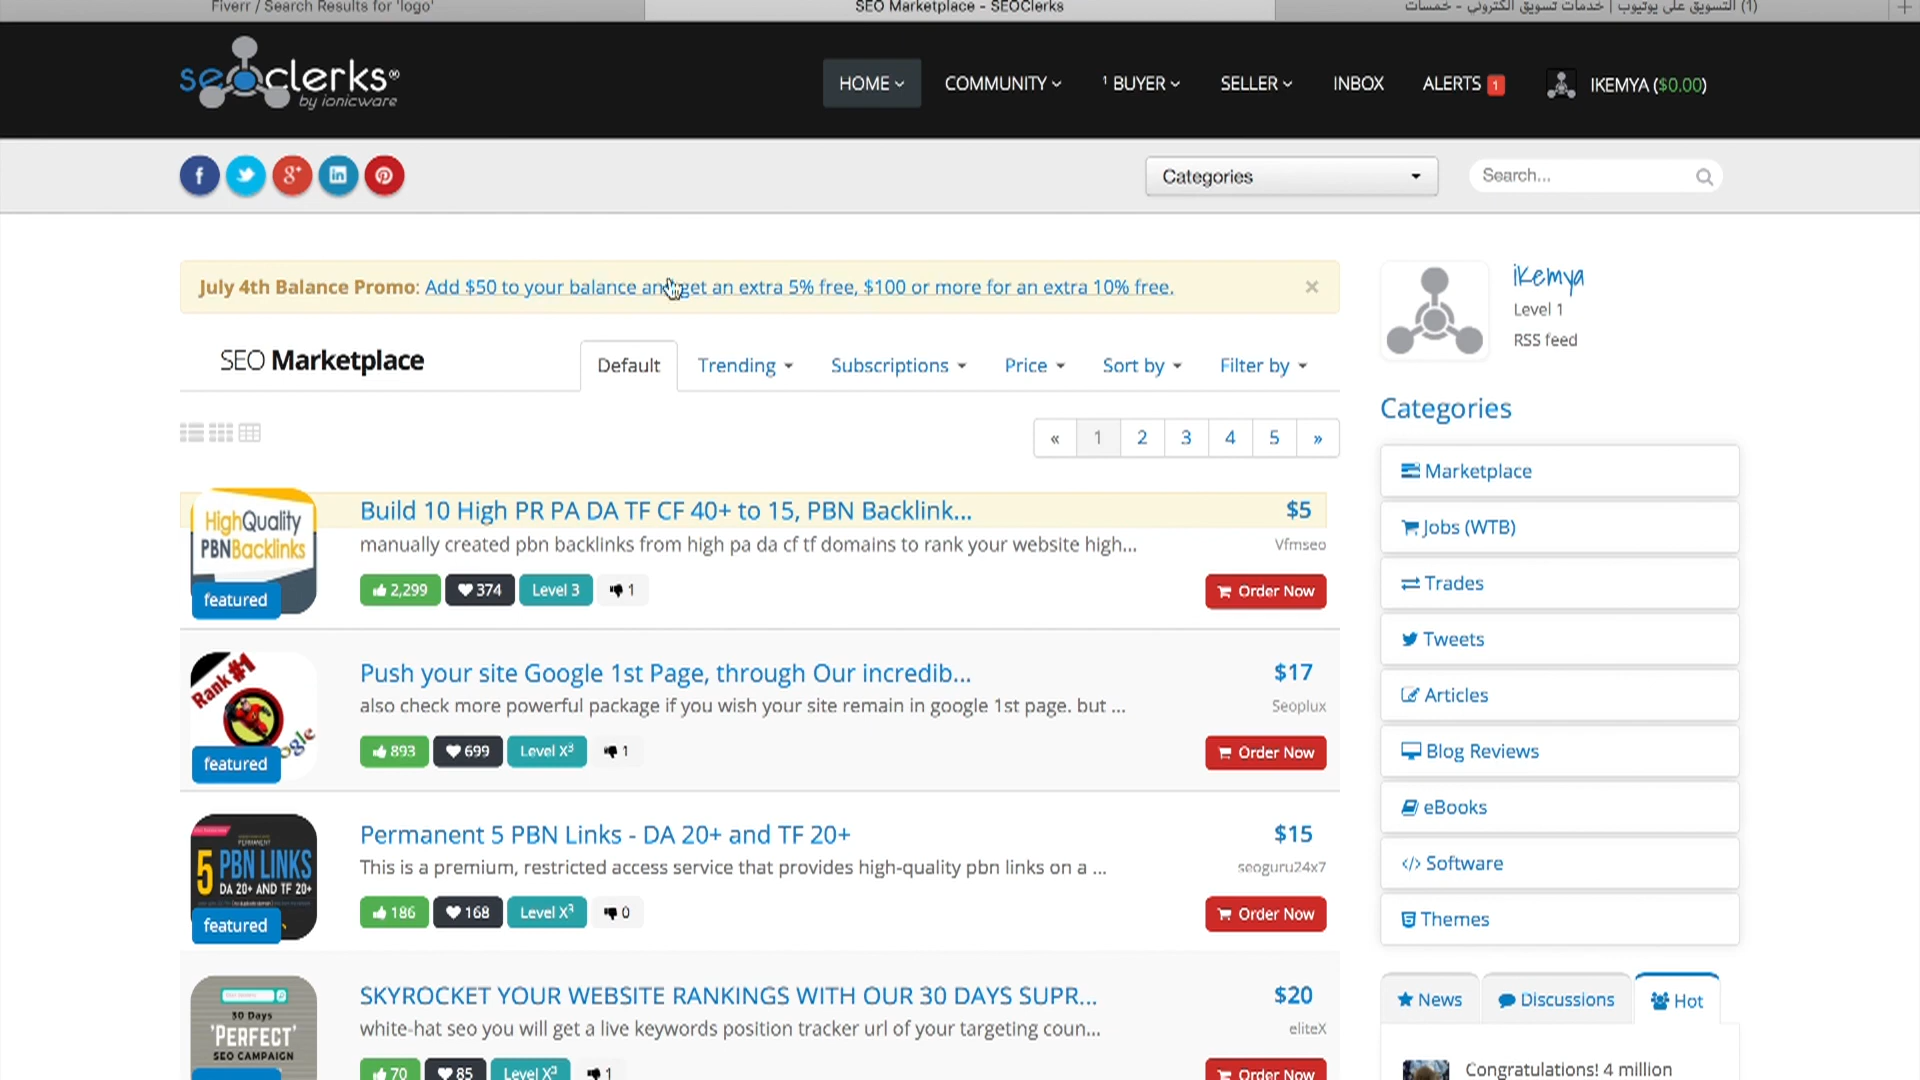 Fiverr / Search Results for 'logo'
SEO Marketplace - SEOClerks
(1) التسويق على يوتيوب | خدمات تسويق الكتروني - خمسات
seoclerks®
by ionicware
HOME
COMMUNITY
1 BUYER
SELLER
INBOX
ALERTS 1
IKEMYA ($0.00)
Categories
Search...
July 4th Balance Promo: Add $50 to your balance and get an extra 5% free, $100 or more for an extra 10% free. ×
iKemya
Level 1
RSS feed
SEO Marketplace
Default
Trending
Subscriptions
Price
Sort by
Filter by
« 1 2 3 4 5 »
HighQuality
PBNBacklinks
featured
Build 10 High PR PA DA TF CF 40+ to 15, PBN Backlink...
$5
manually created pbn backlinks from high pa da cf tf domains to rank your website high...
Vfmseo
2,299 374 Level 3 1
Order Now
Rank #1
ogle
featured
Push your site Google 1st Page, through Our incredib...
$17
also check more powerful package if you wish your site remain in google 1st page. but ...
Seoplux
893 699 Level X³ 1
Order Now
PERMANENT
5 PBN LINKS
DA 20+ AND TF 20+
featured
Permanent 5 PBN Links - DA 20+ and TF 20+
$15
This is a premium, restricted access service that provides high-quality pbn links on a ...
seoguru24x7
186 168 Level X³ 0
Order Now
30 Days
'PERFECT'
SEO CAMPAIGN
SKYROCKET YOUR WEBSITE RANKINGS WITH OUR 30 DAYS SUPR...
$20
white-hat seo you will get a live keywords position tracker url of your targeting coun...
eliteX
70 85 Level X³ 1
Order Now
Categories
Marketplace
Jobs (WTB)
Trades
Tweets
Articles
Blog Reviews
eBooks
Software
Themes
News
Discussions
Hot
Congratulations! 4 million